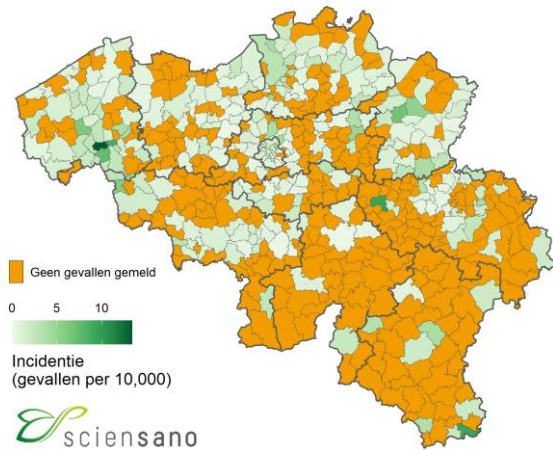 Geen gevallen gemeld
0 5 10
Incidentie
(gevallen per 10,000)
sciensano